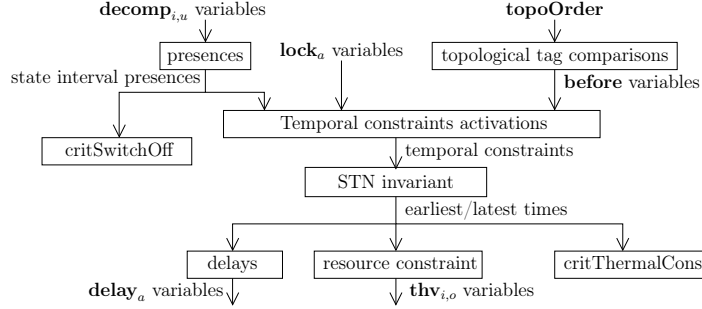 decomp_{i,u} variables
topoOrder
presences
lock_a variables
topological tag comparisons
state interval presences
before variables
Temporal constraints activations
critSwitchOff
temporal constraints
STN invariant
earliest/latest times
delays
resource constraint
critThermalCons
delay_a variables
thv_{i,o} variables